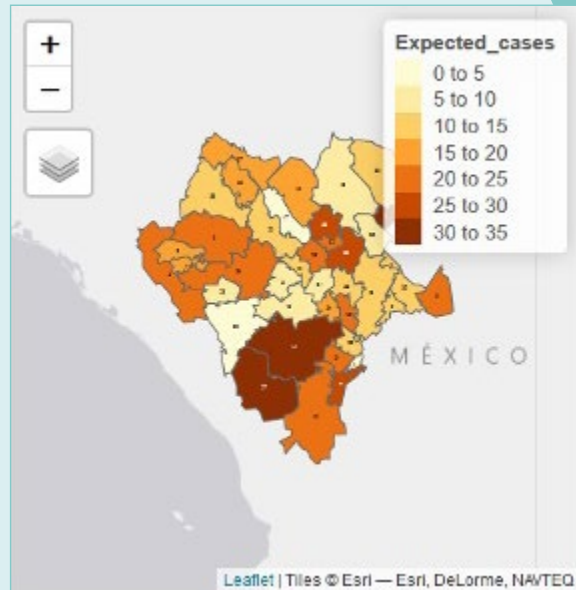 +
−
Expected_cases
0 to 5
5 to 10
10 to 15
15 to 20
20 to 25
25 to 30
30 to 35
MÉXICO
Leaflet | Tiles © Esri — Esri, DeLorme, NAVTEQ